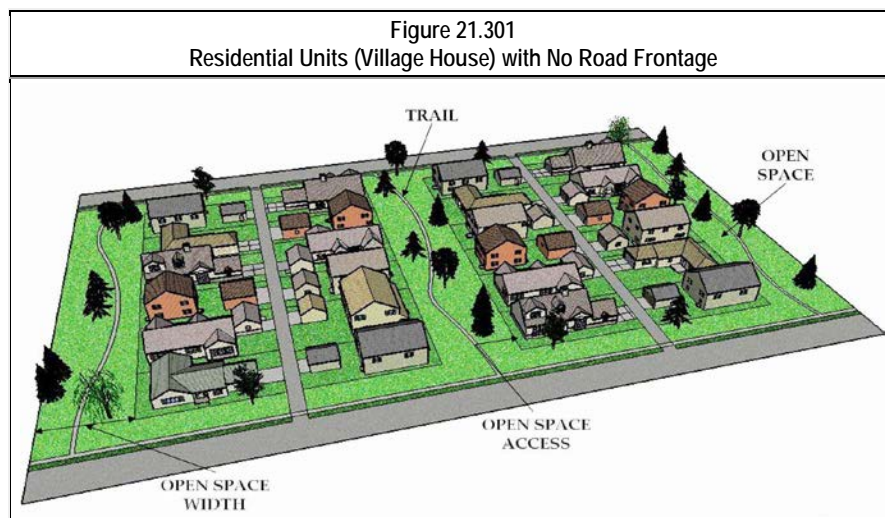 Figure 21.301
Residential Units (Village House) with No Road Frontage
TRAIL
OPEN
SPACE
OPEN SPACE
ACCESS
OPEN SPACE
WIDTH